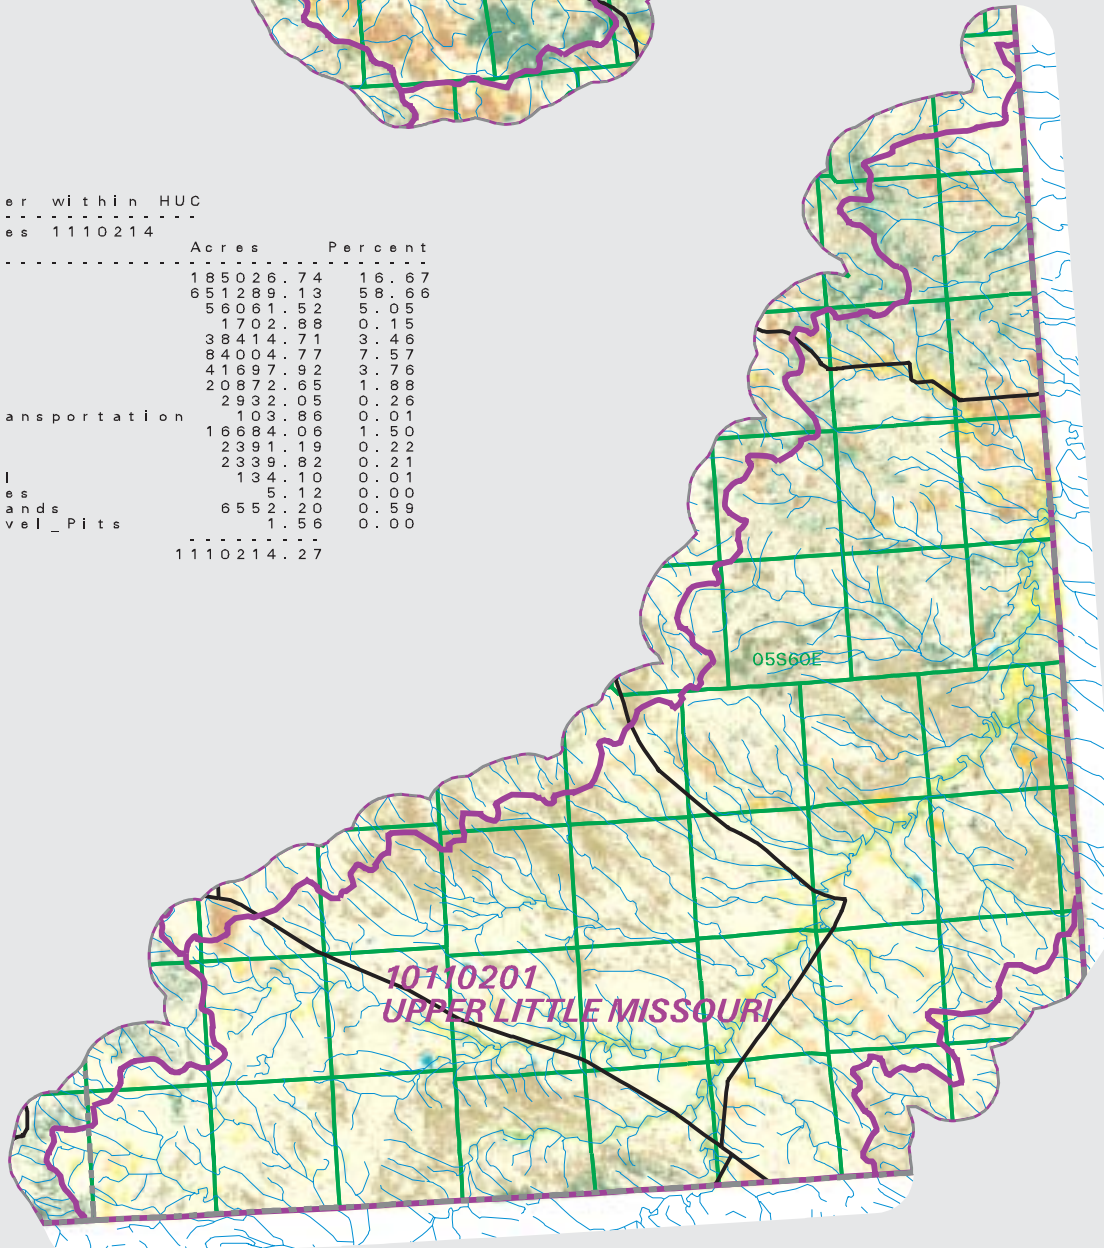 er within HUC
- - - - - - - - - - - - -
es 1110214
Acres Percent
- - - - - - - - - - - - - - - - - - - - - - - - - - - -
185026.74 16.67
651289.13 58.66
56061.52 5.05
1702.88 0.15
38414.71 3.46
84004.77 7.57
41697.92 3.76
20872.65 1.88
2932.05 0.26
ansportation 103.86 0.01
16684.06 1.50
2391.19 0.22
2339.82 0.21
l 134.10 0.01
es 5.12 0.00
ands 6552.20 0.59
vel_Pits 1.56 0.00
- - - - - - - - -
1110214.27
05S60E
10110201
UPPER LITTLE MISSOURI